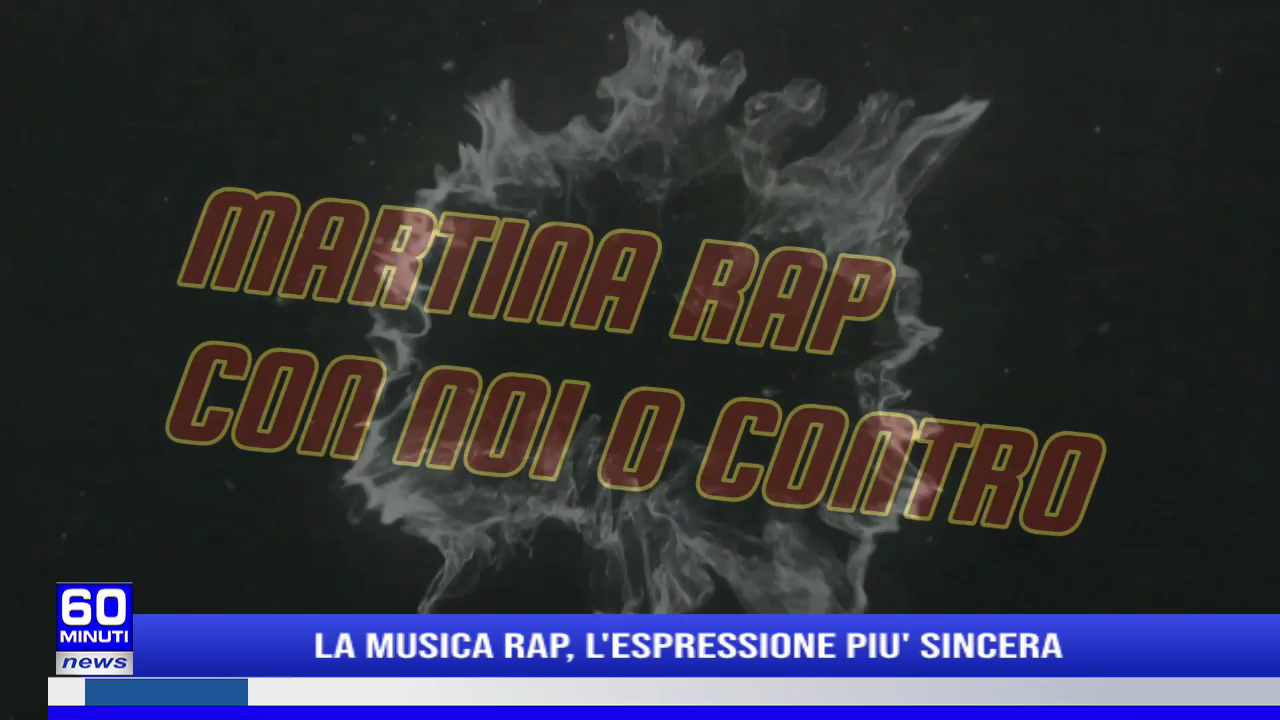 MARTINA RAP
CON NOI O CONTRO
60
MINUTI
news
LA MUSICA RAP, L'ESPRESSIONE PIU' SINCERA